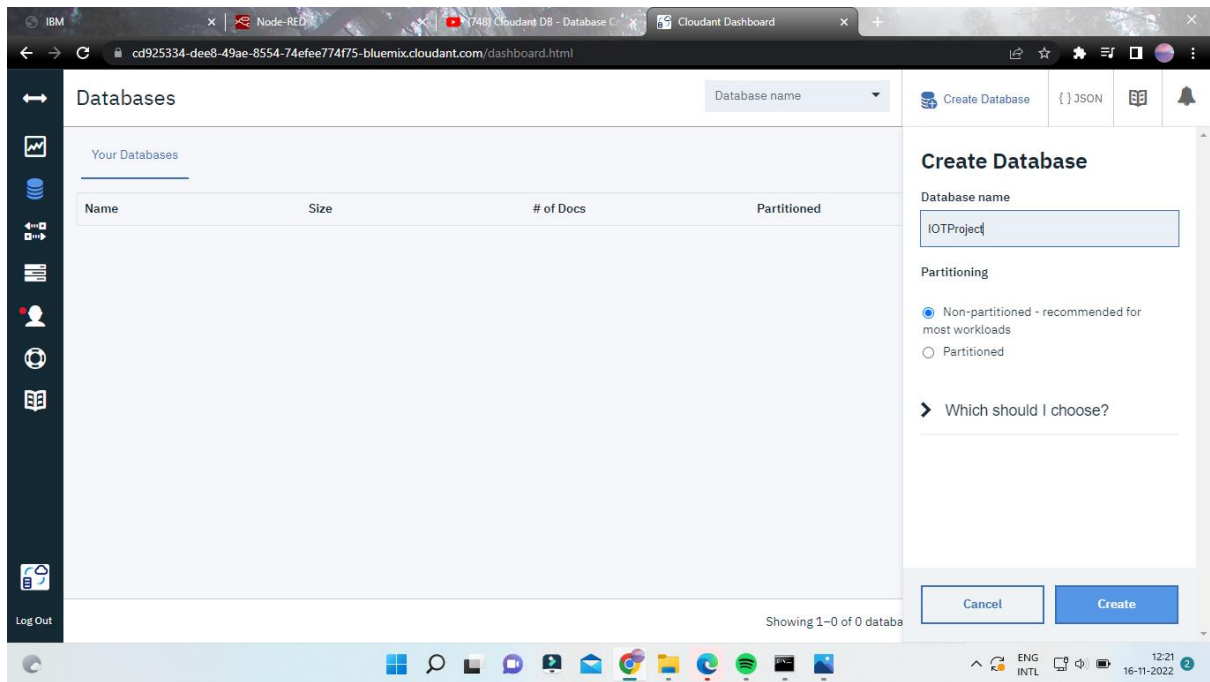 IBM
Node-RED
(748) Cloudant DB - Database C
Cloudant Dashboard
cd925334-dee8-49ae-8554-74efee774f75-bluemix.cloudant.com/dashboard.html
Databases
Database name
Create Database
{ } JSON
Your Databases
Name Size # of Docs Partitioned
Create Database
Database name
IOTProject
Partitioning
Non-partitioned - recommended for
most workloads
Partitioned
Which should I choose?
Cancel
Create
Log Out
Showing 1–0 of 0 databa
ENG
INTL
12:21
16-11-2022
2